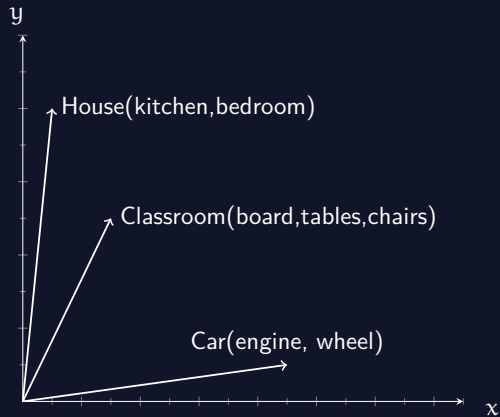 y
House(kitchen,bedroom)
Classroom(board,tables,chairs)
Car(engine, wheel)
x